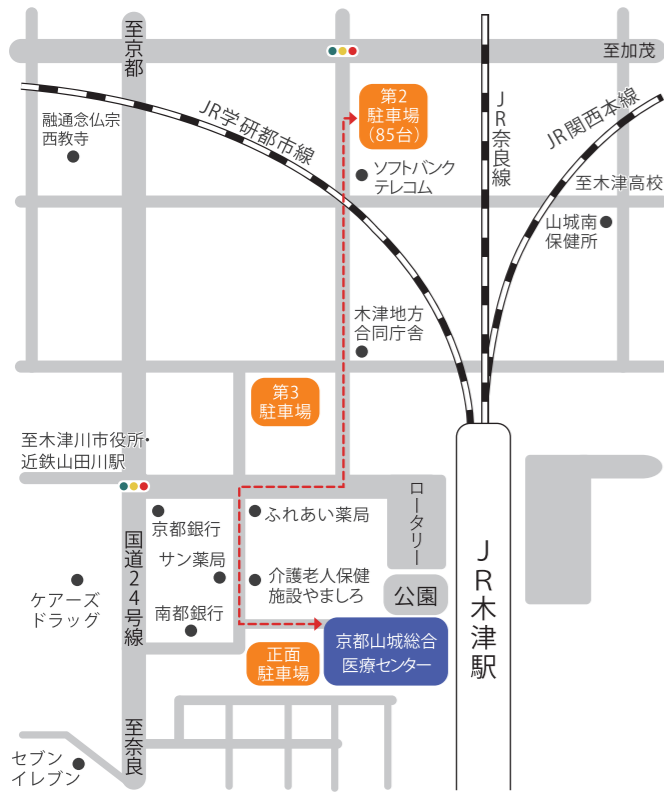 至京都
至加茂
第2
駐車場
（85台）
JR学研都市線
JR奈良線
JR関西本線
融通念仏宗
西教寺
ソフトバンク
テレコム
至木津高校
山城南
保健所
木津地方
合同庁舎
第3
駐車場
至木津川市役所・
近鉄山田川駅
ロータリー
京都銀行
ふれあい薬局
国道24号線
サン薬局
介護老人保健
施設やましろ
JR木津駅
ケアーズ
ドラッグ
南都銀行
公園
京都山城総合
医療センター
正面
駐車場
至奈良
セブン
イレブン